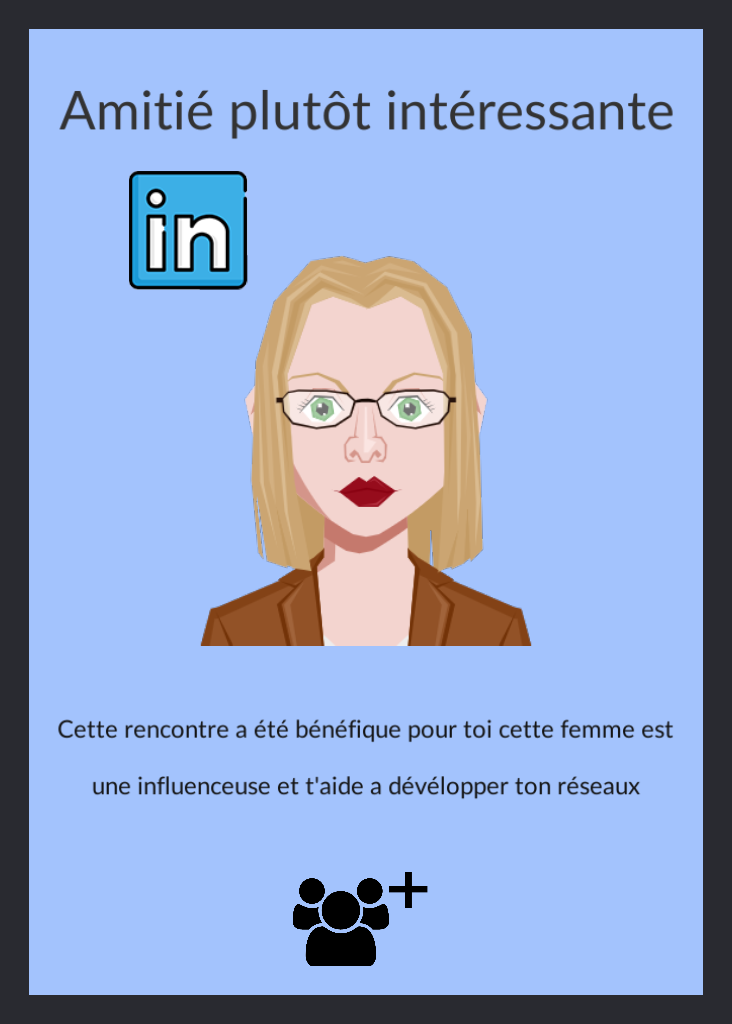 Amitié plutôt intéressante
in
Cette rencontre a été bénéfique pour toi cette femme est
une influenceuse et t'aide a dévélopper ton réseaux